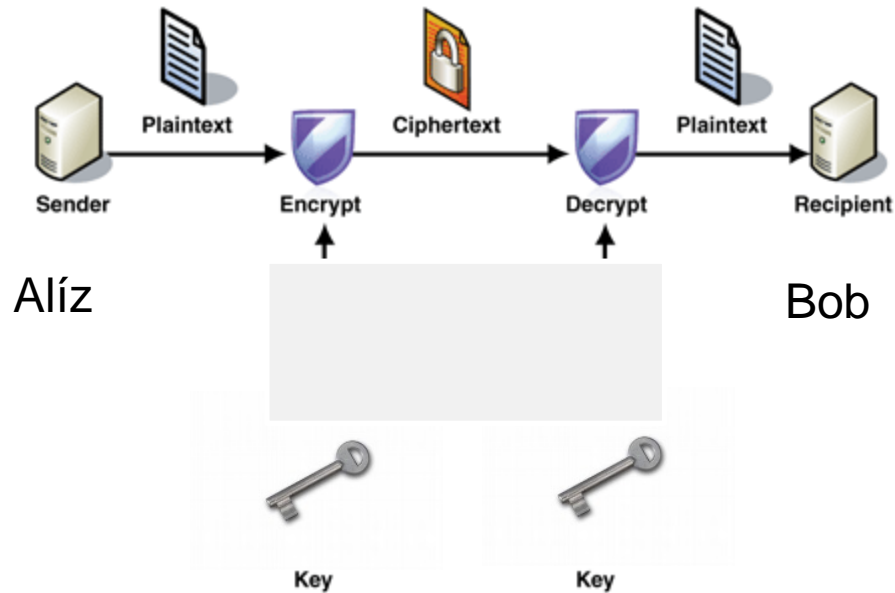 Plaintext
Ciphertext
Plaintext
Sender
Encrypt
Decrypt
Recipient
Alíz
Bob
Key
Key